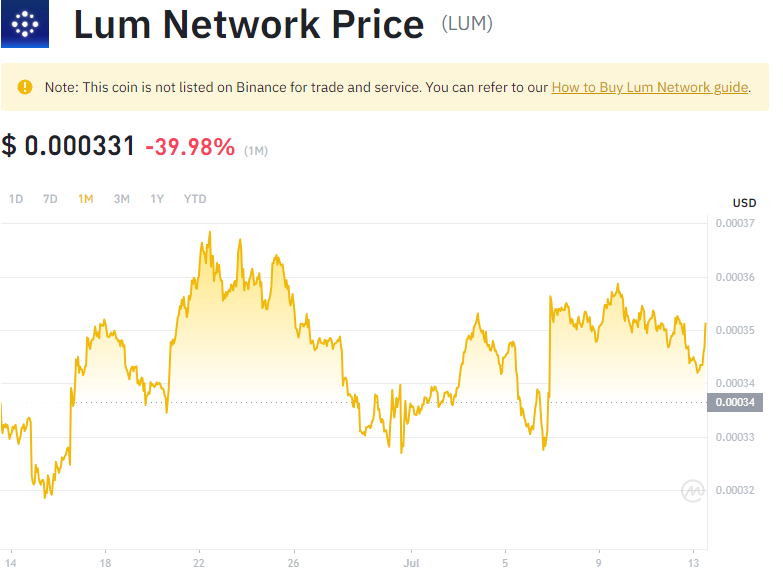 Lum Network Price (LUM)
Note: This coin is not listed on Binance for trade and service. You can refer to our How to Buy Lum Network guide.
$ 0.000331 -39.98% (1M)
1D 7D 1M 3M 1Y YTD
USD
0.00037
0.00036
0.00035
0.00034
0.00034
0.00033
0.00032
14 18 22 26 Jul 5 9 13